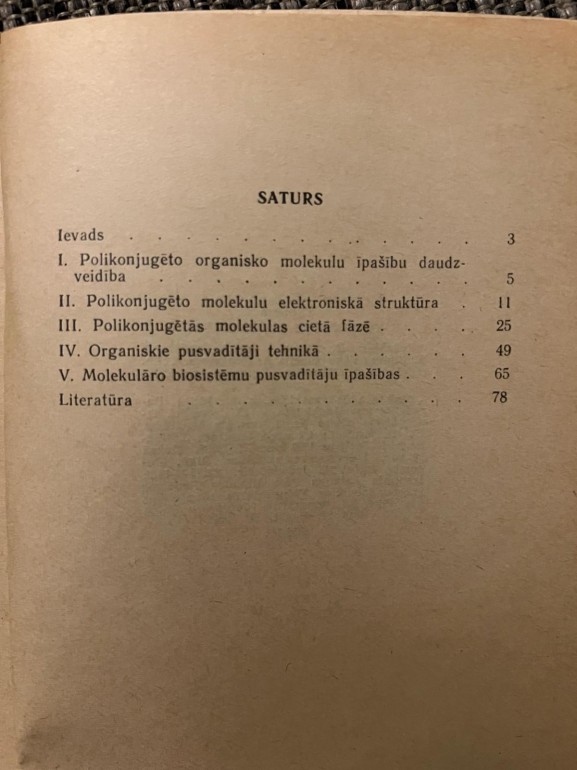 SATURS
Ievads . . . . . . . . . . . . 3
I. Polikonjugēto organisko molekulu īpašību daudz-
veidība . . . . . . . . . . . 5
II. Polikonjugēto molekulu elektroniskā struktūra . 11
III. Polikonjugētās molekulas cietā fāzē . . . . 25
IV. Organiskie pusvadītāji tehnikā . . . . . . 49
V. Molekulāro biosistēmu pusvadītāju īpašības . . . 65
Literatūra . . . . . . . . . . 78